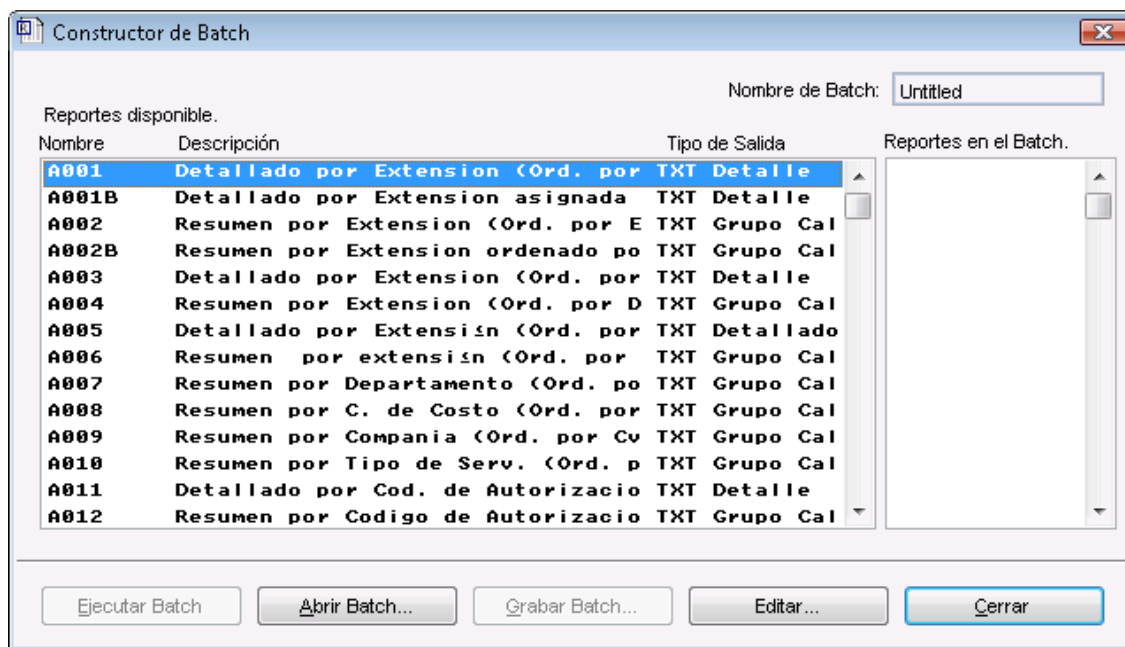 Constructor de Batch
Nombre de Batch: Untitled
Reportes disponible.
Nombre Descripción Tipo de Salida Reportes en el Batch.
A001 Detallado por Extension (Ord. por TXT Detalle
A001B Detallado por Extension asignada TXT Detalle
A002 Resumen por Extension (Ord. por E TXT Grupo Cal
A002B Resumen por Extension ordenado po TXT Grupo Cal
A003 Detallado por Extension (Ord. por TXT Detalle
A004 Resumen por Extension (Ord. por D TXT Grupo Cal
A005 Detallado por Extensi≤n (Ord. por TXT Detallado
A006 Resumen por extensi≤n (Ord. por TXT Grupo Cal
A007 Resumen por Departamento (Ord. po TXT Grupo Cal
A008 Resumen por C. de Costo (Ord. por TXT Grupo Cal
A009 Resumen por Compania (Ord. por Cv TXT Grupo Cal
A010 Resumen por Tipo de Serv. (Ord. p TXT Grupo Cal
A011 Detallado por Cod. de Autorizacio TXT Detalle
A012 Resumen por Codigo de Autorizacio TXT Grupo Cal
Ejecutar Batch Abrir Batch... Grabar Batch... Editar... Cerrar